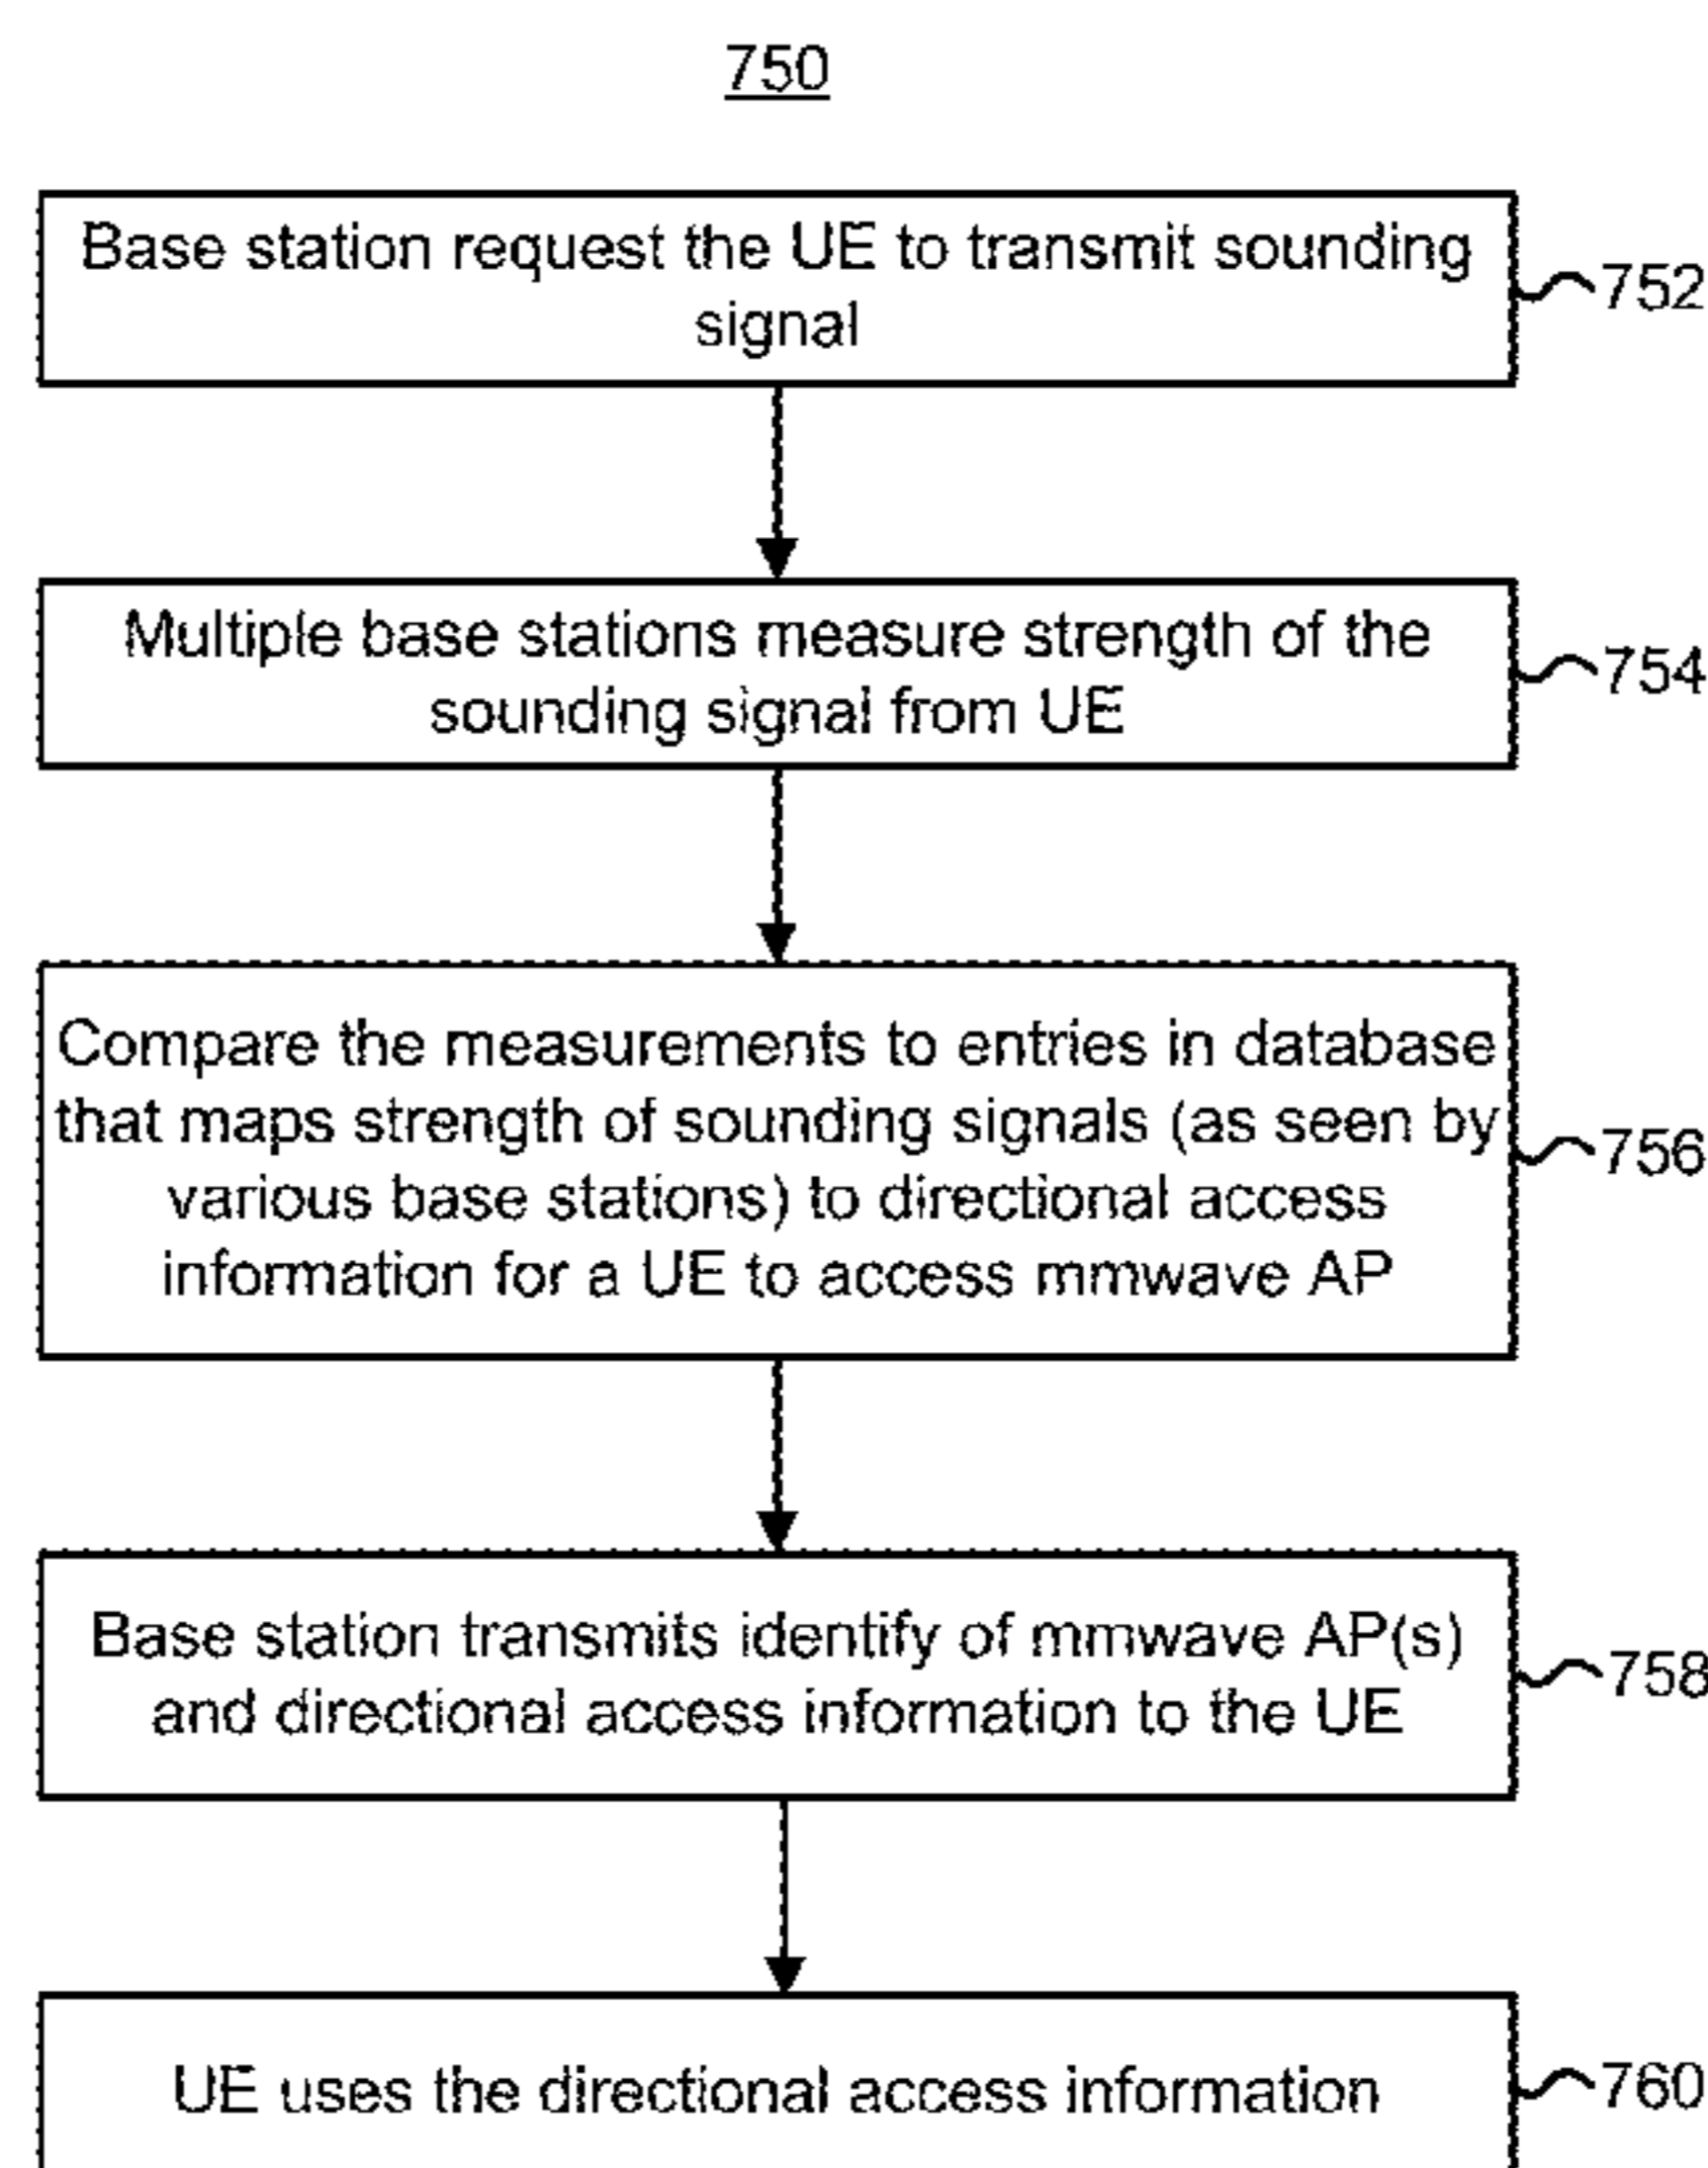 750
Base station request the UE to transmit sounding
signal
752
Multiple base stations measure strength of the
sounding signal from UE
754
Compare the measurements to entries in database
that maps strength of sounding signals (as seen by
various base stations) to directional access
information for a UE to access mmwave AP
756
Base station transmits identify of mmwave AP(s)
and directional access information to the UE
758
UE uses the directional access information
760